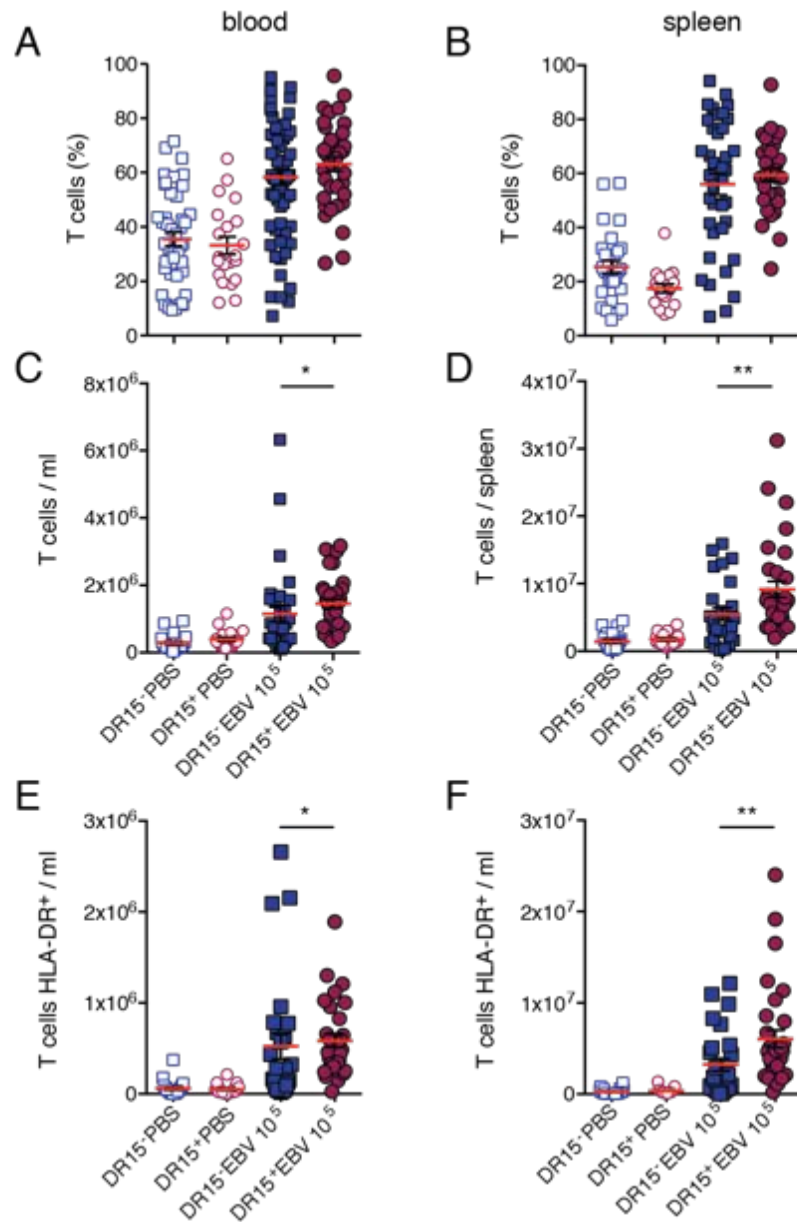 blood
spleen
A
B
T cells (%)
100
80
60
40
20
0
T cells (%)
100
80
60
40
20
0
C
D
T cells / ml
8x10⁶
6x10⁶
4x10⁶
2x10⁶
0
*
DR15⁻PBS
DR15⁺PBS
DR15⁻EBV 10⁵
DR15⁺EBV 10⁵
T cells / spleen
4x10⁷
3x10⁷
2x10⁷
1x10⁷
0
**
DR15⁻PBS
DR15⁺PBS
DR15⁻EBV 10⁵
DR15⁺EBV 10⁵
E
F
T cells HLA-DR⁺ / ml
3x10⁶
2x10⁶
1x10⁶
0
*
DR15⁻PBS
DR15⁺PBS
DR15⁻EBV 10⁵
DR15⁺EBV 10⁵
T cells HLA-DR⁺ / ml
3x10⁷
2x10⁷
1x10⁷
0
**
DR15⁻PBS
DR15⁺PBS
DR15⁻EBV 10⁵
DR15⁺EBV 10⁵